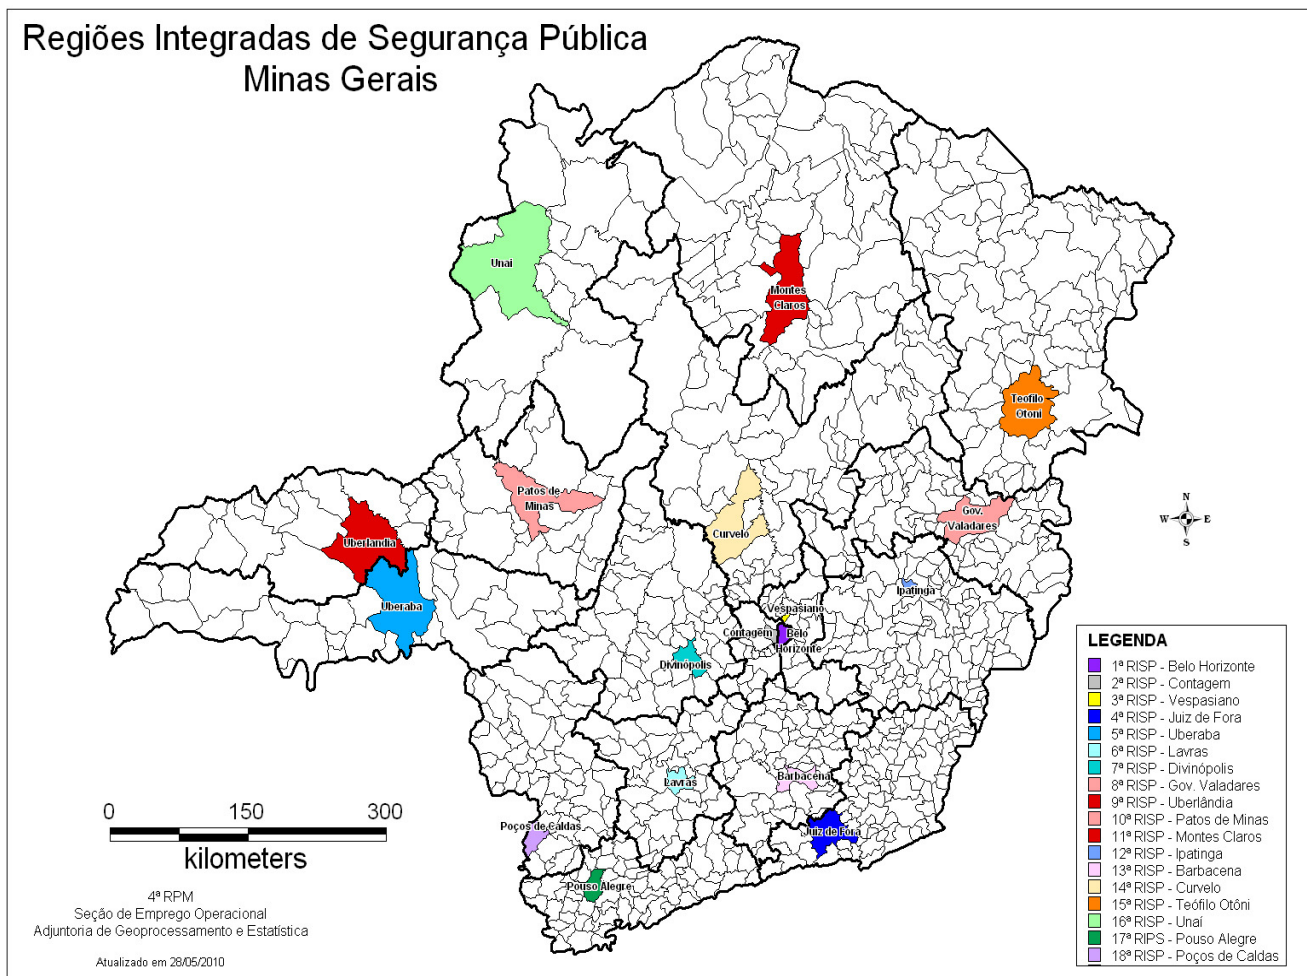 Regiões Integradas de Segurança Pública
Minas Gerais
Unai
Montes
Claros
Teofilo
Otoni
Patos de
Minas
Gov.
Valadares
Curvelo
Uberlandia
Ipatinga
Uberaba
Vespasiano
Contagem
Belo
Horizonte
Divinópolis
Lavras
Barbacena
Poços de Caldas
Juiz de Fora
Pouso Alegre
N
W
E
S
0
150
300
kilometers
4ª RPM
Seção de Emprego Operacional
Adjuntoria de Geoprocessamento e Estatística
Atualizado em 28/05/2010
LEGENDA
1ª RISP - Belo Horizonte
2ª RISP - Contagem
3ª RISP - Vespasiano
4ª RISP - Juiz de Fora
5ª RISP - Uberaba
6ª RISP - Lavras
7ª RISP - Divinópolis
8ª RISP - Gov. Valadares
9ª RISP - Uberlândia
10ª RISP - Patos de Minas
11ª RISP - Montes Claros
12ª RISP - Ipatinga
13ª RISP - Barbacena
14ª RISP - Curvelo
15ª RISP - Teófilo Otôni
16ª RISP - Unaí
17ª RIPS - Pouso Alegre
18ª RISP - Poços de Caldas